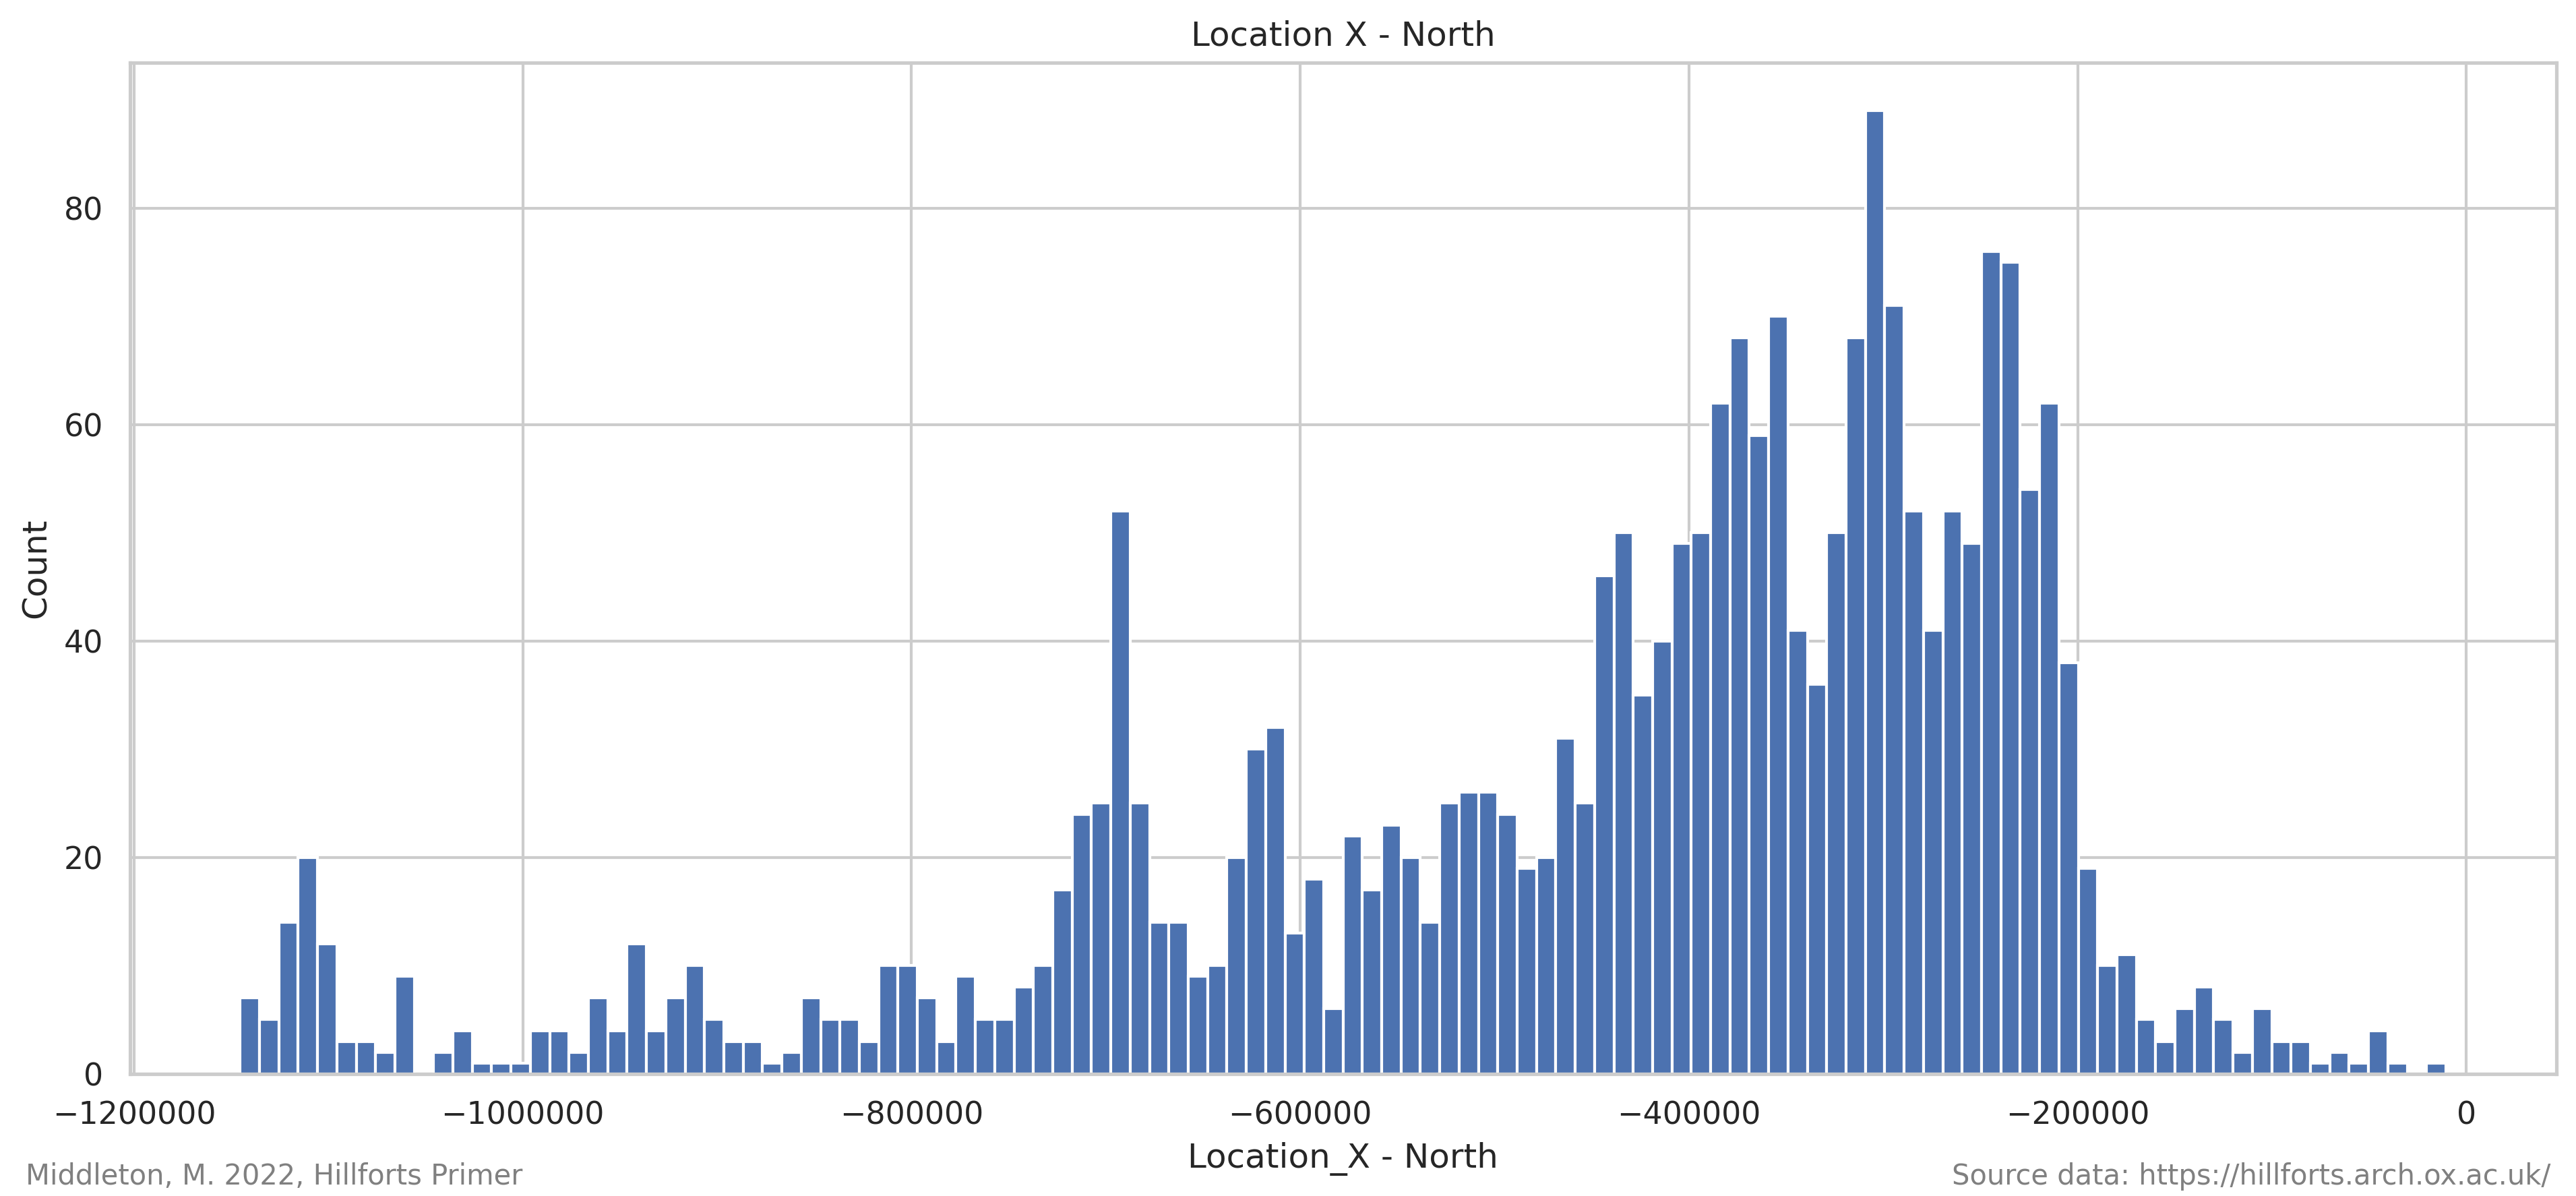 Location X - North
80
60
40
20
0
Count
−1200000 −1000000 −800000 −600000 −400000 −200000 0
Location_X - North
Middleton, M. 2022, Hillforts Primer
Source data: https://hillforts.arch.ox.ac.uk/